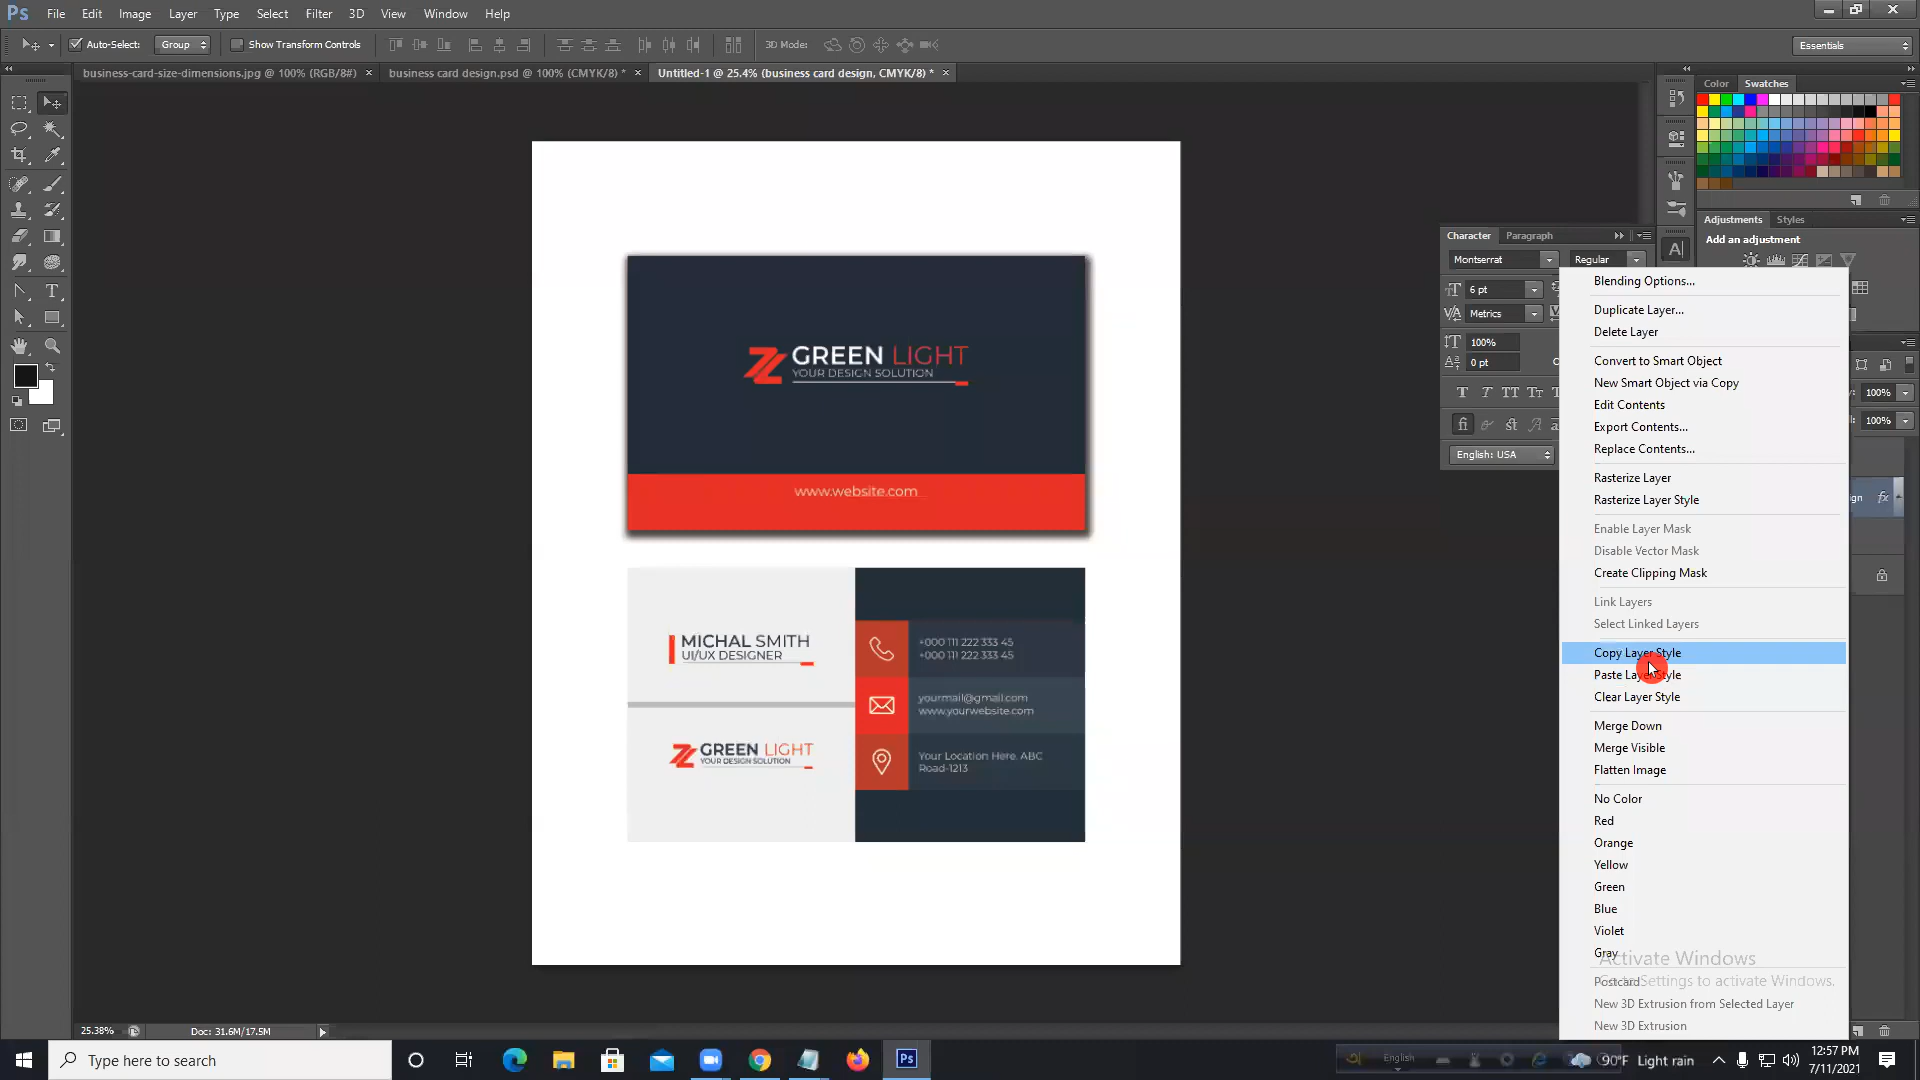 Ps File Edit Image Layer Type Select Filter 3D View Window Help
Auto-Select: Group Show Transform Controls 3D Mode: Essentials
business-card-size-dimensions.jpg @ 100% (RGB/8#) × business card design.psd @ 100% (CMYK/8) * × Untitled-1 @ 25.4% (business card design, CMYK/8) * ×
Color Swatches
Adjustments Styles
Add an adjustment
Character Paragraph
Montserrat Regular
6 pt
Metrics
100%
0 pt
English: USA
100%
100%
ign fx
GREEN LIGHT
YOUR DESIGN SOLUTION
www.website.com
MICHAL SMITH
UI/UX DESIGNER
GREEN LIGHT
YOUR DESIGN SOLUTION
+000 111 222 333 45
+000 111 222 333 45
yourmail@gmail.com
www.yourwebsite.com
Your Location Here. ABC
Road-1213
Blending Options...
Duplicate Layer...
Delete Layer
Convert to Smart Object
New Smart Object via Copy
Edit Contents
Export Contents...
Replace Contents...
Rasterize Layer
Rasterize Layer Style
Enable Layer Mask
Disable Vector Mask
Create Clipping Mask
Link Layers
Select Linked Layers
Copy Layer Style
Paste Layer Style
Clear Layer Style
Merge Down
Merge Visible
Flatten Image
No Color
Red
Orange
Yellow
Green
Blue
Violet
Gray
Postcard
New 3D Extrusion from Selected Layer
New 3D Extrusion
Activate Windows
Go to Settings to activate Windows.
25.38% Doc: 31.6M/17.5M
Type here to search
Ps
English
90°F Light rain
12:57 PM
7/11/2021